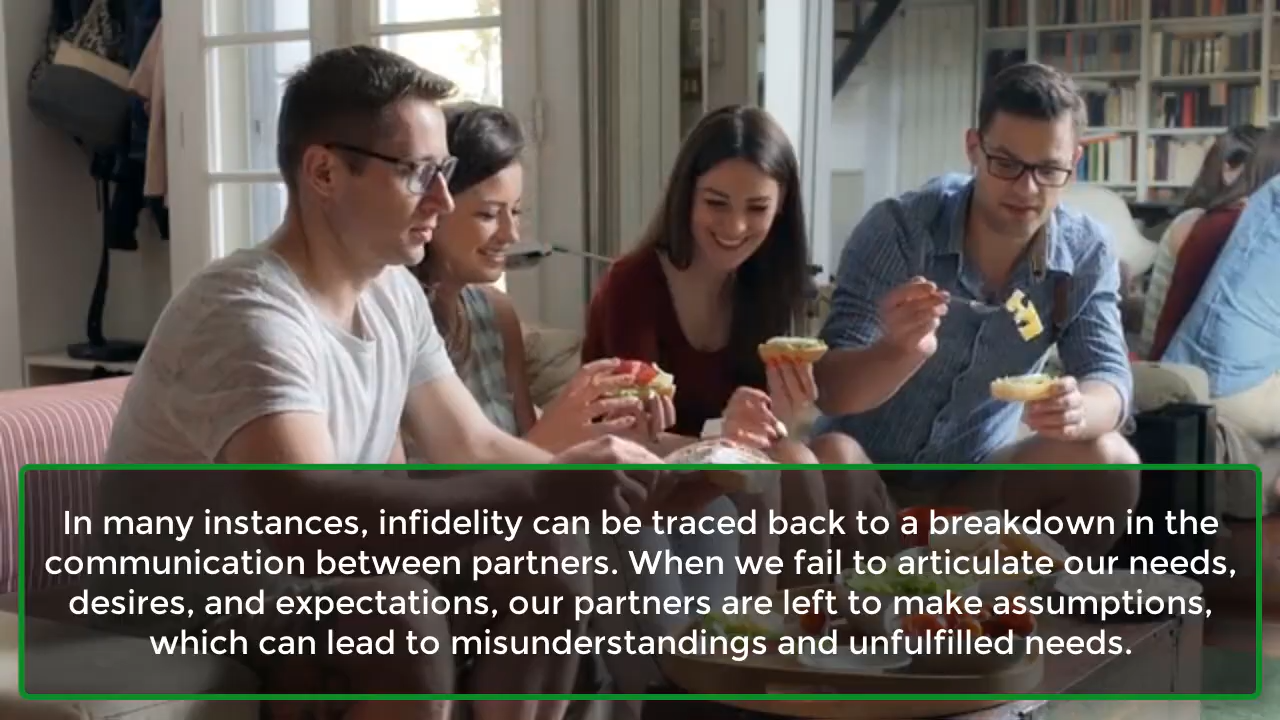 In many instances, infidelity can be traced back to a breakdown in the
communication between partners. When we fail to articulate our needs,
desires, and expectations, our partners are left to make assumptions,
which can lead to misunderstandings and unfulfilled needs.